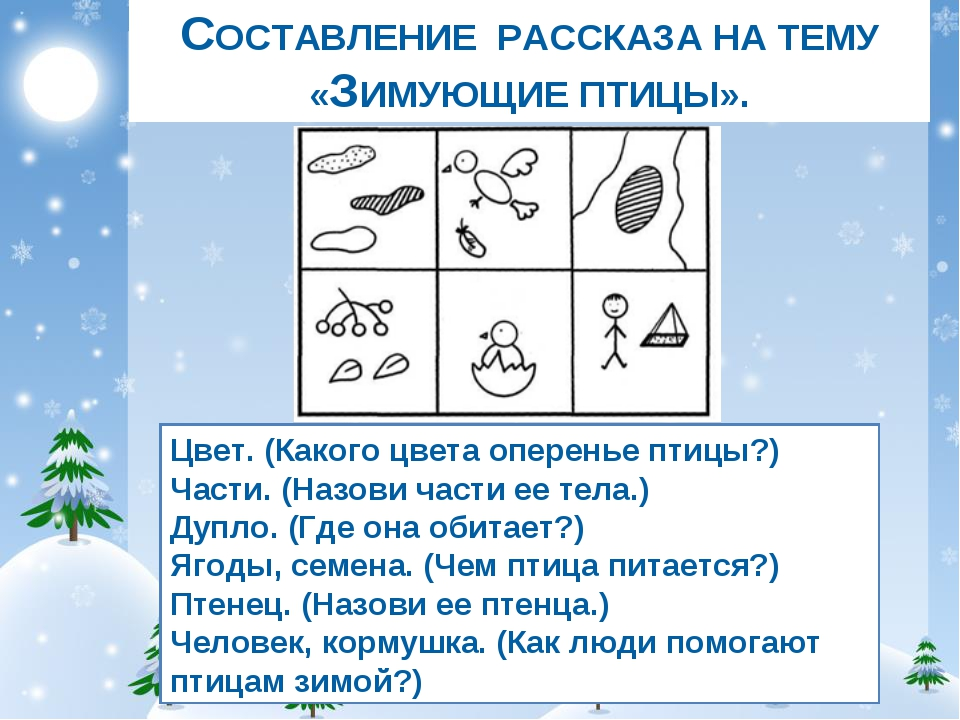 СОСТАВЛЕНИЕ РАССКАЗА НА ТЕМУ
«ЗИМУЮЩИЕ ПТИЦЫ».
Цвет. (Какого цвета оперенье птицы?)
Части. (Назови части ее тела.)
Дупло. (Где она обитает?)
Ягоды, семена. (Чем птица питается?)
Птенец. (Назови ее птенца.)
Человек, кормушка. (Как люди помогают
птицам зимой?)